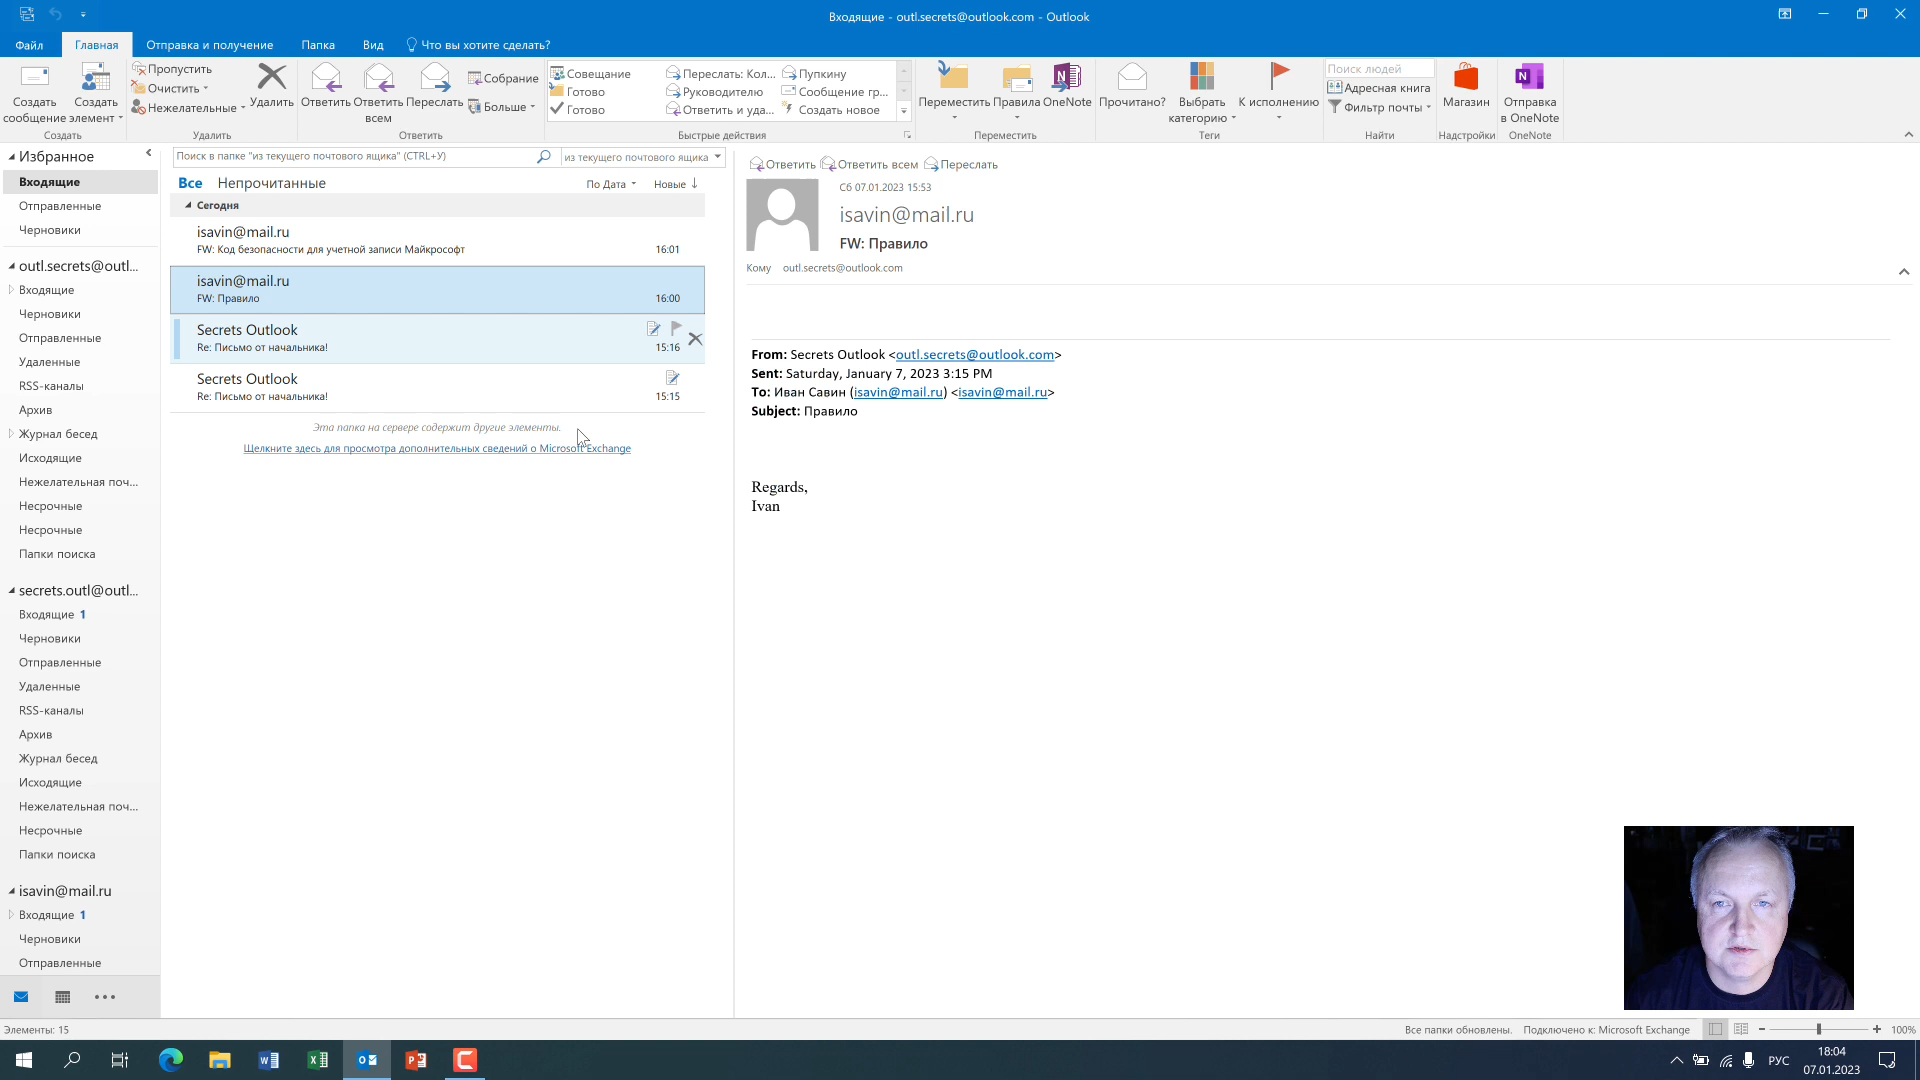 Входящие - outl.secrets@outlook.com - Outlook
Файл
Главная
Отправка и получение
Папка
Вид
Что вы хотите сделать?
Создать сообщение
Создать элемент
Создать
Пропустить
Очистить
Нежелательные
Удалить
Удалить
Ответить
Ответить всем
Переслать
Собрание
Больше
Ответить
Совещание
Готово
Готово
Переслать: Кол...
Руководителю
Ответить и уда...
Пупкину
Сообщение гр...
Создать новое
Быстрые действия
Переместить
Правила
OneNote
Переместить
Прочитано?
Выбрать категорию
К исполнению
Теги
Поиск людей
Адресная книга
Фильтр почты
Найти
Магазин
Надстройки
Отправка в OneNote
OneNote
Избранное
Входящие
Отправленные
Черновики
outl.secrets@outl...
Входящие
Черновики
Отправленные
Удаленные
RSS-каналы
Архив
Журнал бесед
Исходящие
Нежелательная поч...
Несрочные
Несрочные
Папки поиска
secrets.outl@outl...
Входящие 1
Черновики
Отправленные
Удаленные
RSS-каналы
Архив
Журнал бесед
Исходящие
Нежелательная поч...
Несрочные
Папки поиска
isavin@mail.ru
Входящие 1
Черновики
Отправленные
Поиск в папке "из текущего почтового ящика" (CTRL+У)
из текущего почтового ящика
Все
Непрочитанные
По Дата
Новые ↓
Сегодня
isavin@mail.ru
FW: Код безопасности для учетной записи Майкрософт 16:01
isavin@mail.ru
FW: Правило 16:00
Secrets Outlook
Re: Письмо от начальника! 15:16
Secrets Outlook
Re: Письмо от начальника! 15:15
Эта папка на сервере содержит другие элементы.
Щелкните здесь для просмотра дополнительных сведений о Microsoft Exchange
Ответить
Ответить всем
Переслать
Сб 07.01.2023 15:53
isavin@mail.ru
FW: Правило
Кому outl.secrets@outlook.com
From: Secrets Outlook <outl.secrets@outlook.com>
Sent: Saturday, January 7, 2023 3:15 PM
To: Иван Савин (isavin@mail.ru) <isavin@mail.ru>
Subject: Правило
Regards,
Ivan
Элементы: 15
Все папки обновлены.
Подключено к: Microsoft Exchange
100%
РУС
18:04
07.01.2023